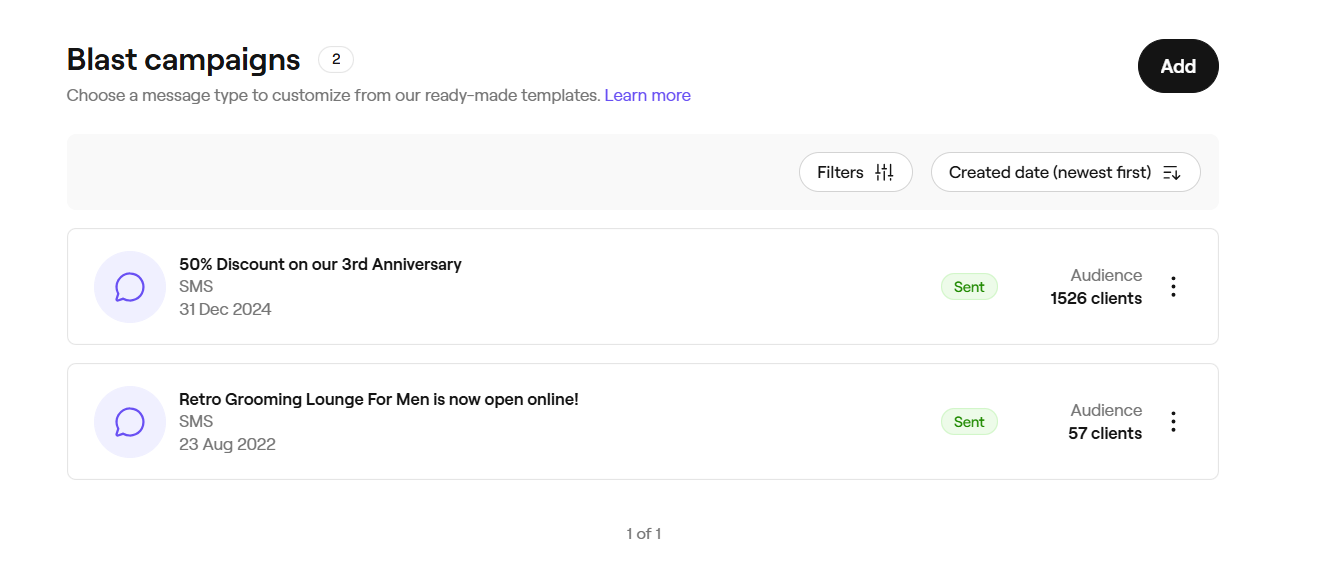 Blast campaigns 2
Add
Choose a message type to customize from our ready-made templates. Learn more
Filters
Created date (newest first)
50% Discount on our 3rd Anniversary
SMS
31 Dec 2024
Sent
Audience
1526 clients
Retro Grooming Lounge For Men is now open online!
SMS
23 Aug 2022
Sent
Audience
57 clients
1 of 1